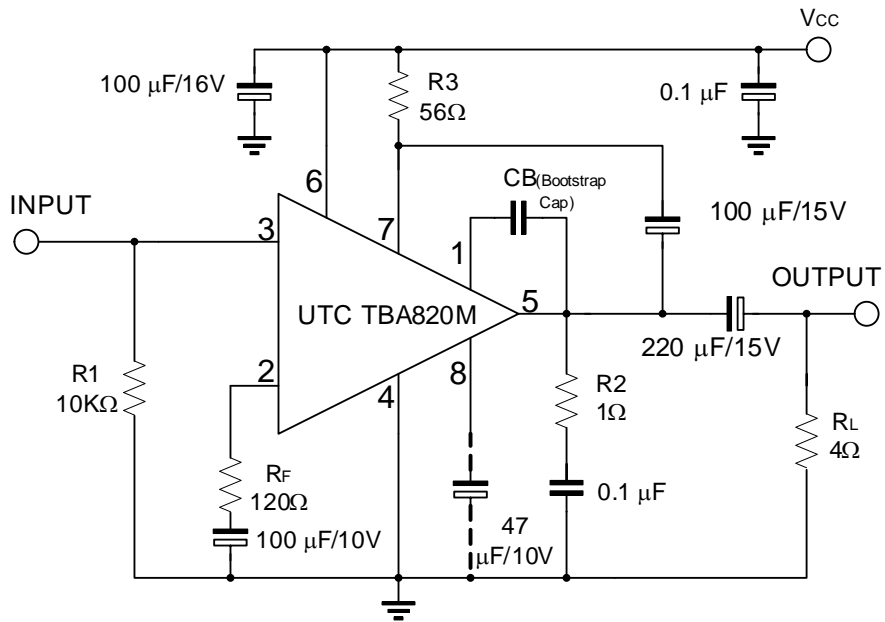 VCC
100 μF/16V
R3
56Ω
0.1 μF
CB(Bootstrap
Cap)
6
INPUT
3
7
1
100 μF/15V
OUTPUT
UTC TBA820M
5
220 μF/15V
R1
10KΩ
2
4
8
R2
1Ω
RL
4Ω
RF
120Ω
0.1 μF
100 μF/10V
47
μF/10V